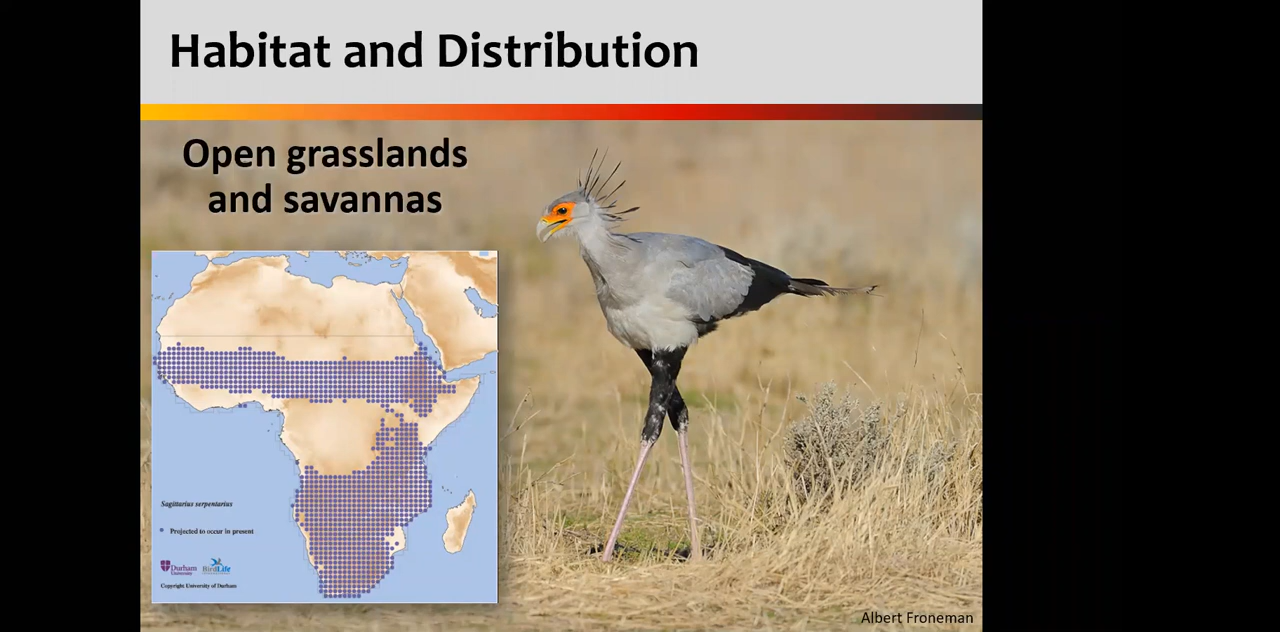 Habitat and Distribution
Open grasslands
and savannas
Sagittarius serpentarius
Projected to occur in present
Durham
University
BirdLife
Copyright University of Durham
Albert Froneman